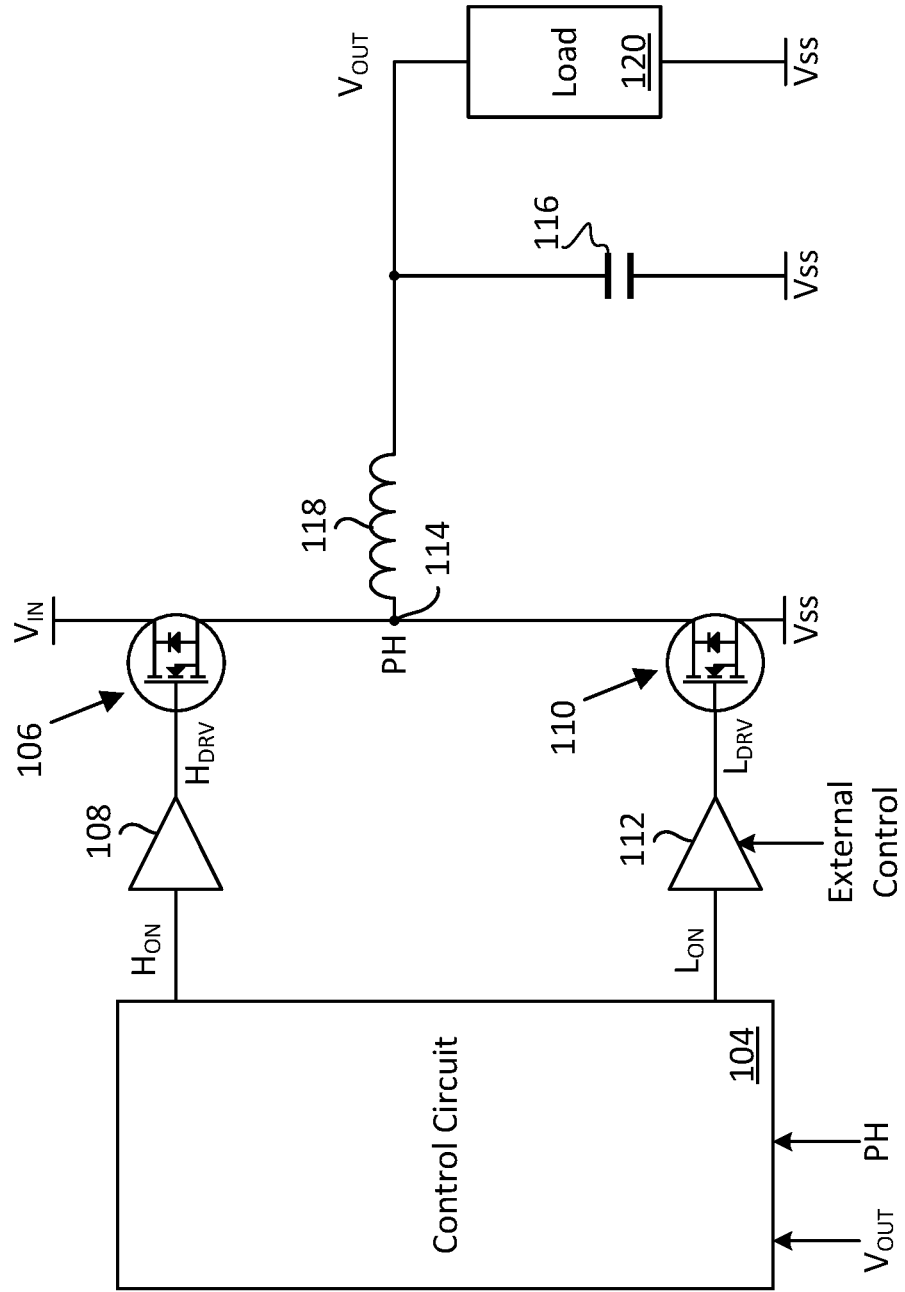 V_IN
106
108
H_ON
H_DRV
118
PH
114
V_OUT
Load
120
116
Vss
Vss
Vss
110
112
L_ON
L_DRV
External
Control
Control Circuit
104
V_OUT
PH